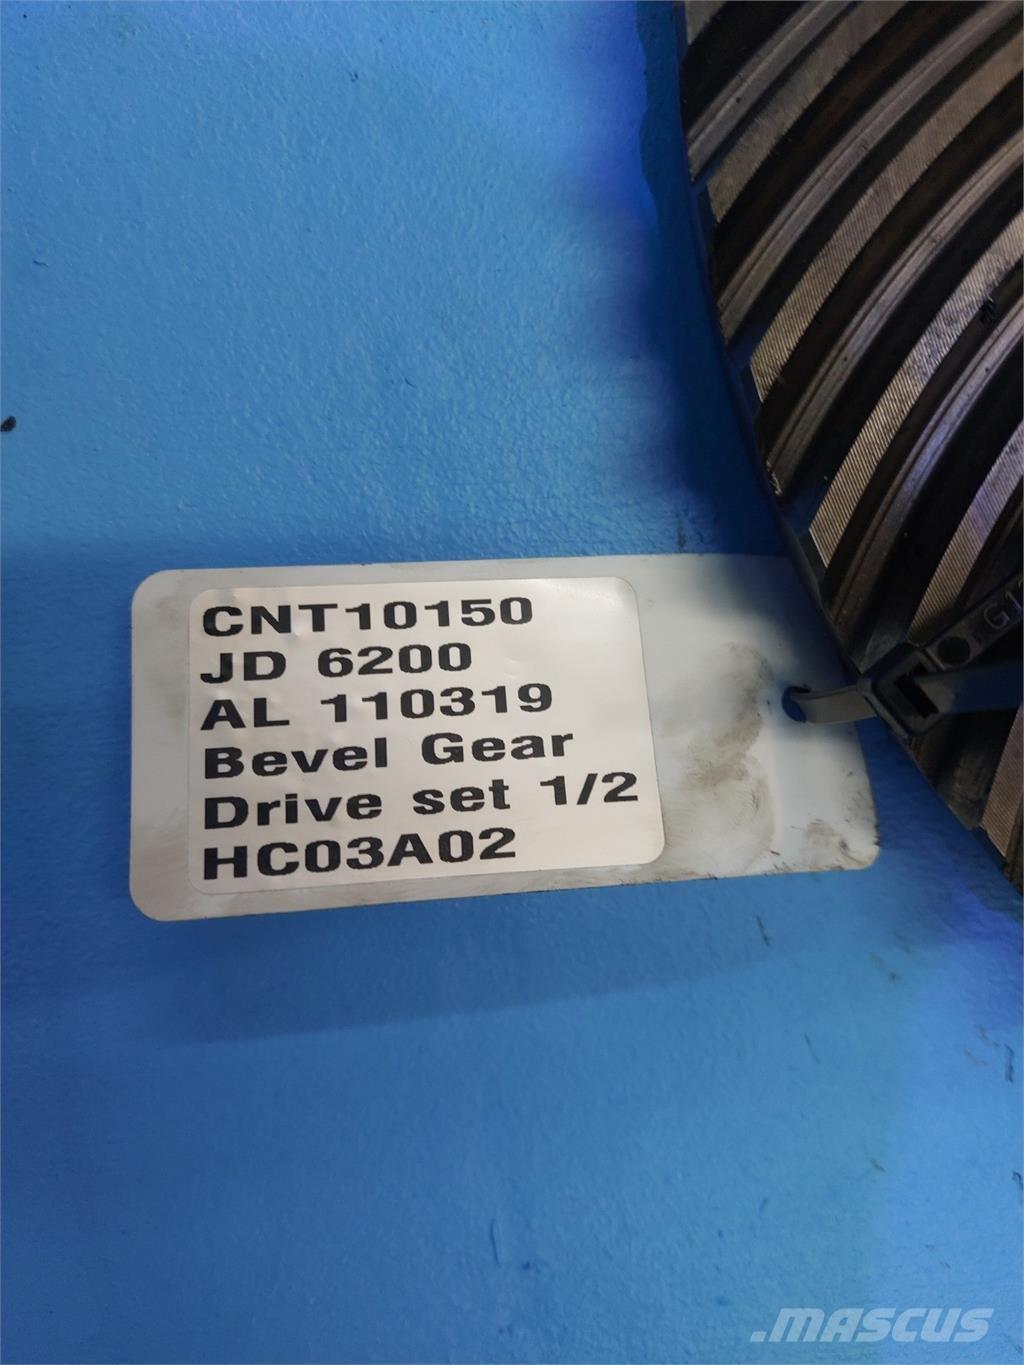 CNT10150
JD 6200
AL 110319
Bevel Gear
Drive set 1/2
HC03A02
.MASCUS